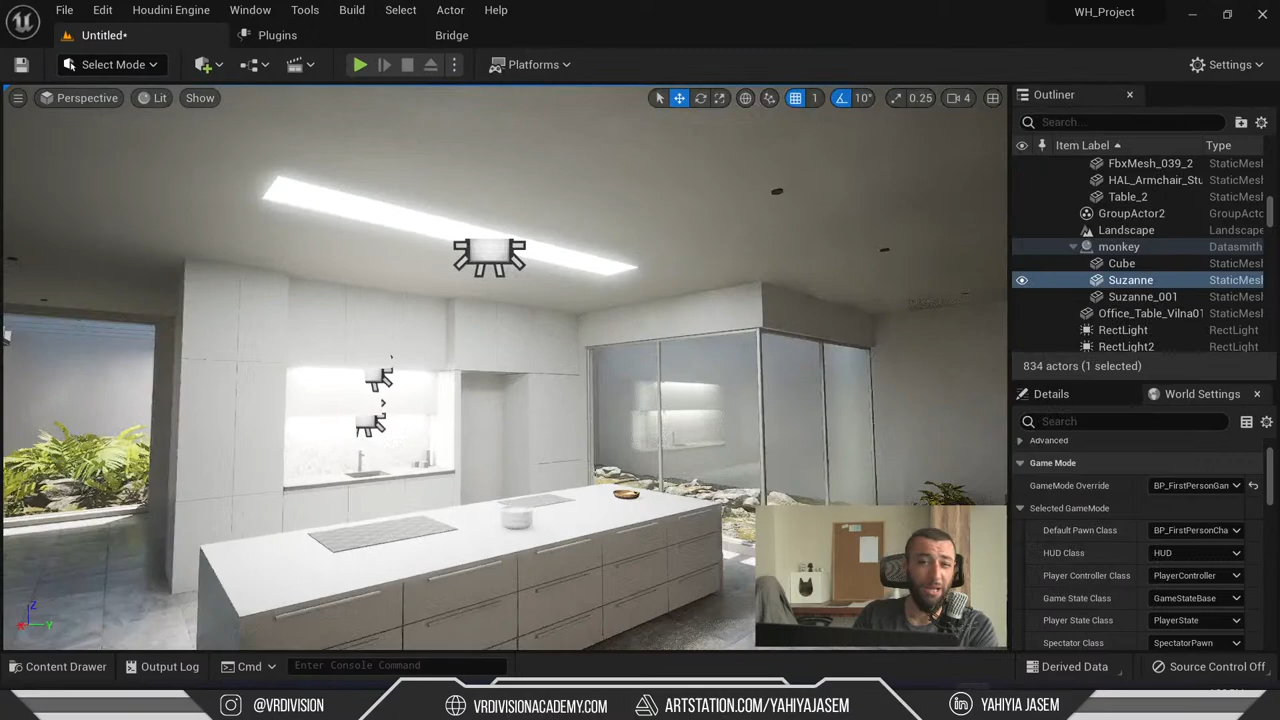 File Edit Houdini Engine Window Tools Build Select Actor Help WH_Project
Untitled* Plugins Bridge
Select Mode Platforms Settings
Perspective Lit Show 1 10° 0.25 4
Outliner
Search...
Item Label Type
FbxMesh_039_2 StaticMesh
HAL_Armchair_Stu StaticMesh
Table_2 StaticMesh
GroupActor2 GroupActor
Landscape Landscape
monkey Datasmith
Cube StaticMesh
Suzanne StaticMesh
Suzanne_001 StaticMesh
Office_Table_Vilna01 StaticMesh
RectLight RectLight
RectLight2 RectLight
834 actors (1 selected)
Details World Settings
Search
Advanced
Game Mode
GameMode Override BP_FirstPersonGan
Selected GameMode
Default Pawn Class BP_FirstPersonCha
HUD Class HUD
Player Controller Class PlayerController
Game State Class GameStateBase
Player State Class PlayerState
Spectator Class SpectatorPawn
Z
Y
Content Drawer Output Log Cmd Enter Console Command Derived Data Source Control Off
@VRDIVISION VRDIVISIONACADEMY.COM ARTSTATION.COM/YAHIYAJASEM YAHIYIA JASEM